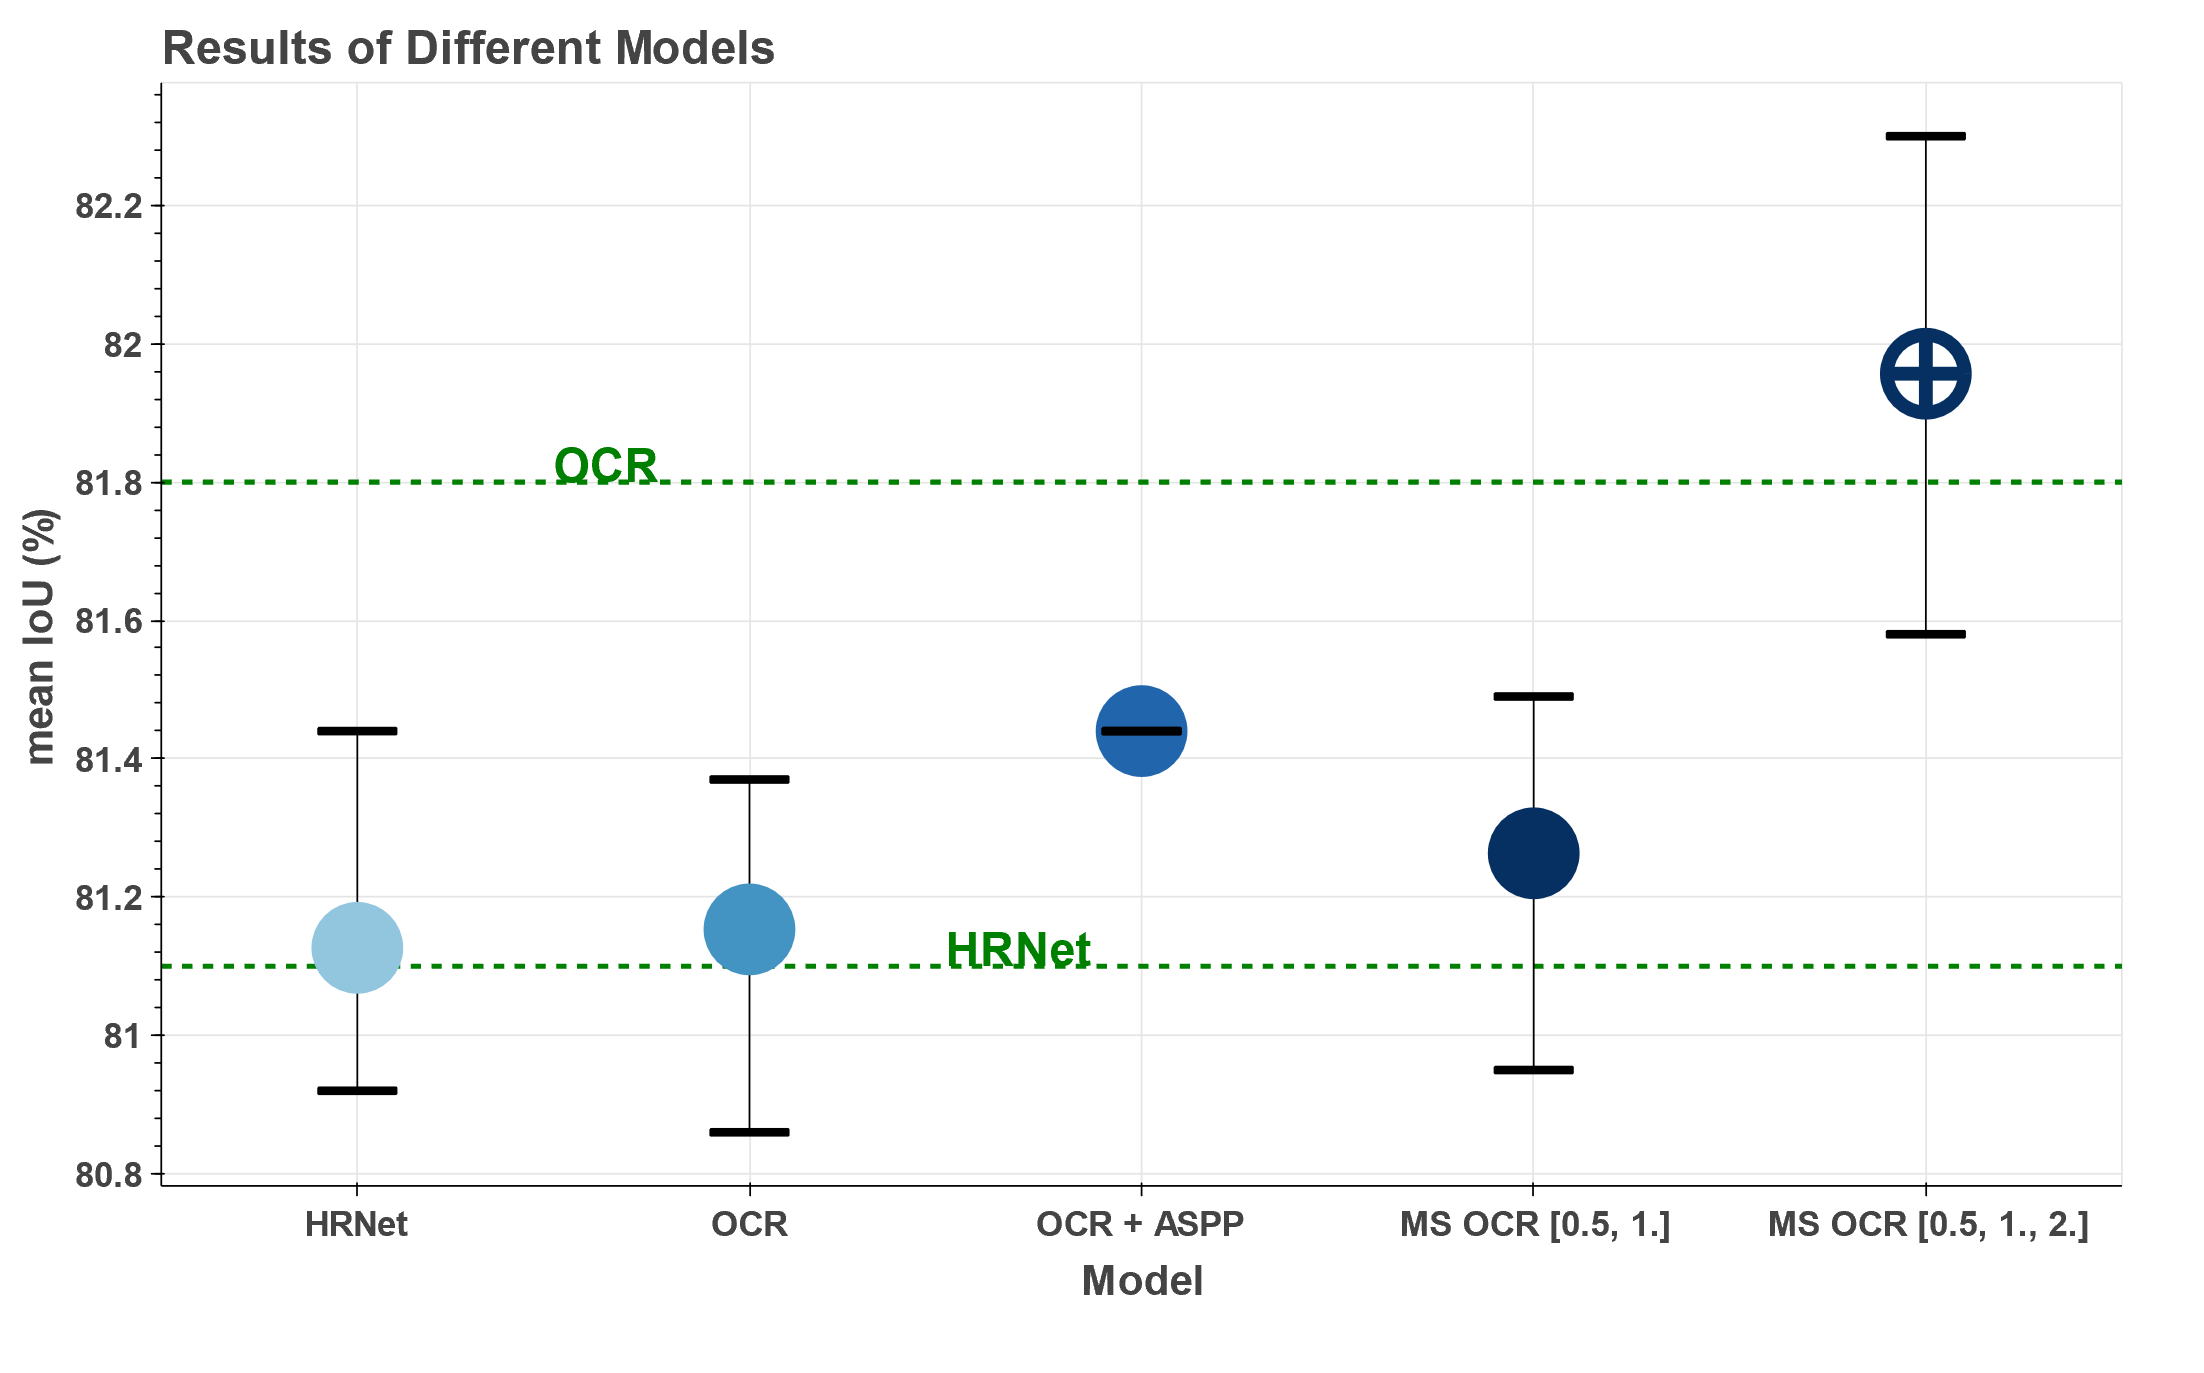 Results of Different Models
mean IoU (%)
82.2
82
81.8
81.6
81.4
81.2
81
80.8
OCR
HRNet
HRNet
OCR
OCR + ASPP
MS OCR [0.5, 1.]
MS OCR [0.5, 1., 2.]
Model